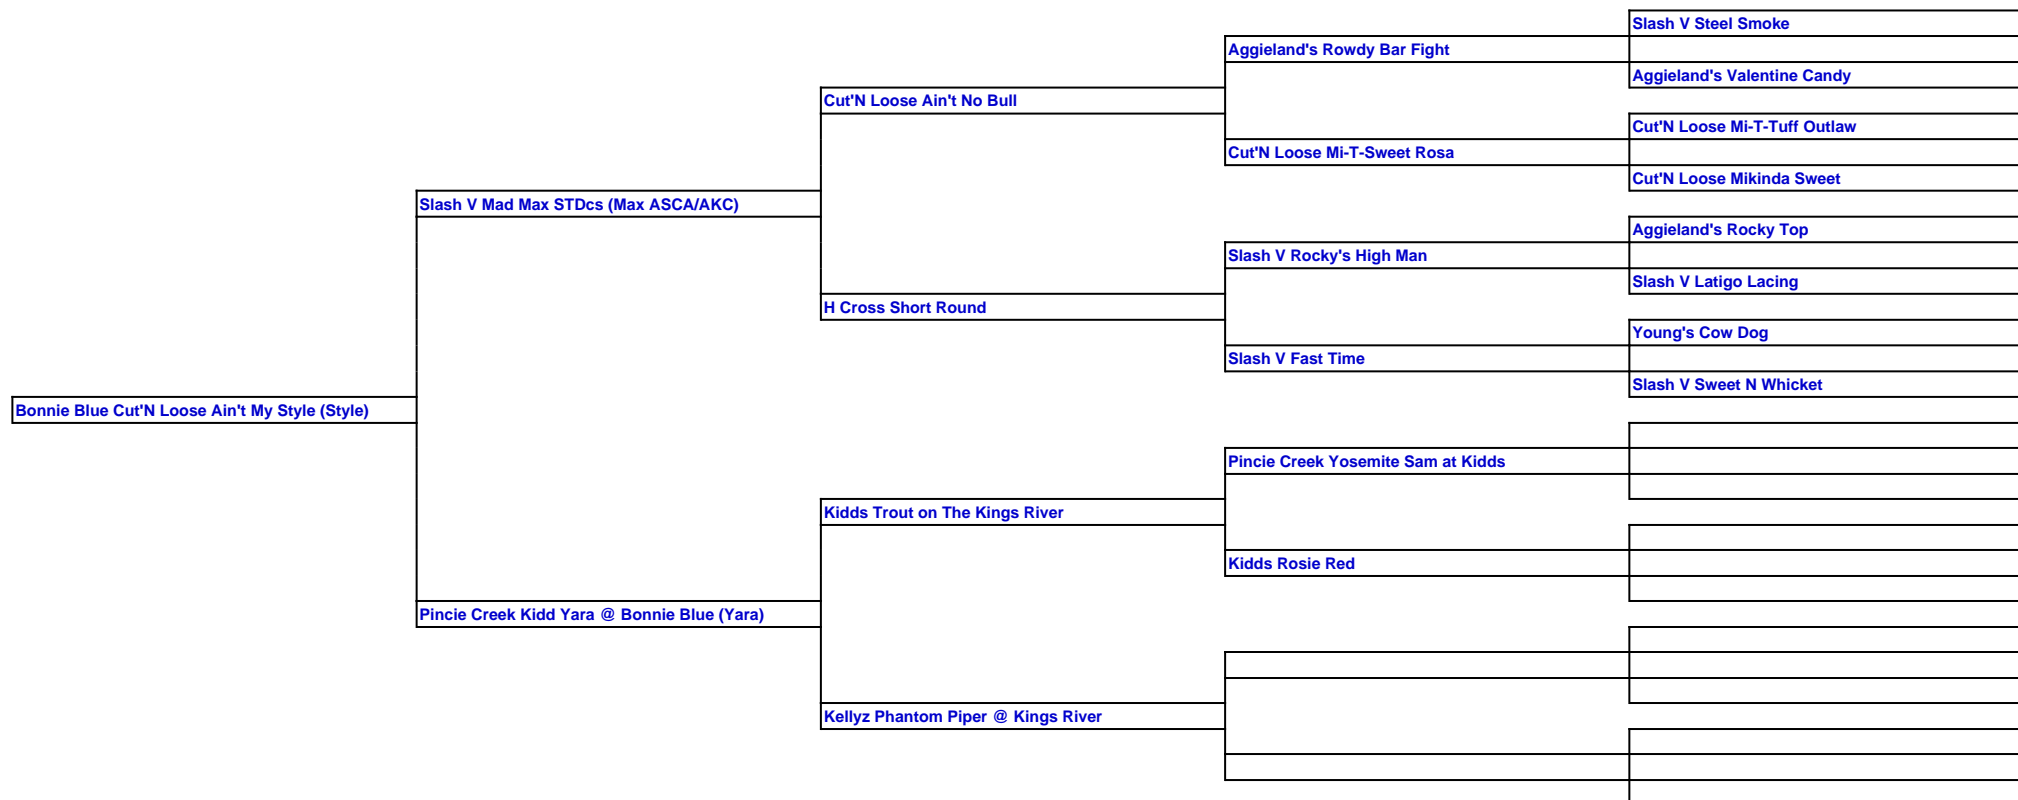 Slash V Steel Smoke
Aggieland's Rowdy Bar Fight
Aggieland's Valentine Candy
Cut'N Loose Ain't No Bull
Cut'N Loose Mi-T-Tuff Outlaw
Cut'N Loose Mi-T-Sweet Rosa
Cut'N Loose Mikinda Sweet
Slash V Mad Max STDcs (Max ASCA/AKC)
Aggieland's Rocky Top
Slash V Rocky's High Man
Slash V Latigo Lacing
H Cross Short Round
Young's Cow Dog
Slash V Fast Time
Slash V Sweet N Whicket
Bonnie Blue Cut'N Loose Ain't My Style (Style)
Pincie Creek Yosemite Sam at Kidds
Kidds Trout on The Kings River
Kidds Rosie Red
Pincie Creek Kidd Yara @ Bonnie Blue (Yara)
Kellyz Phantom Piper @ Kings River